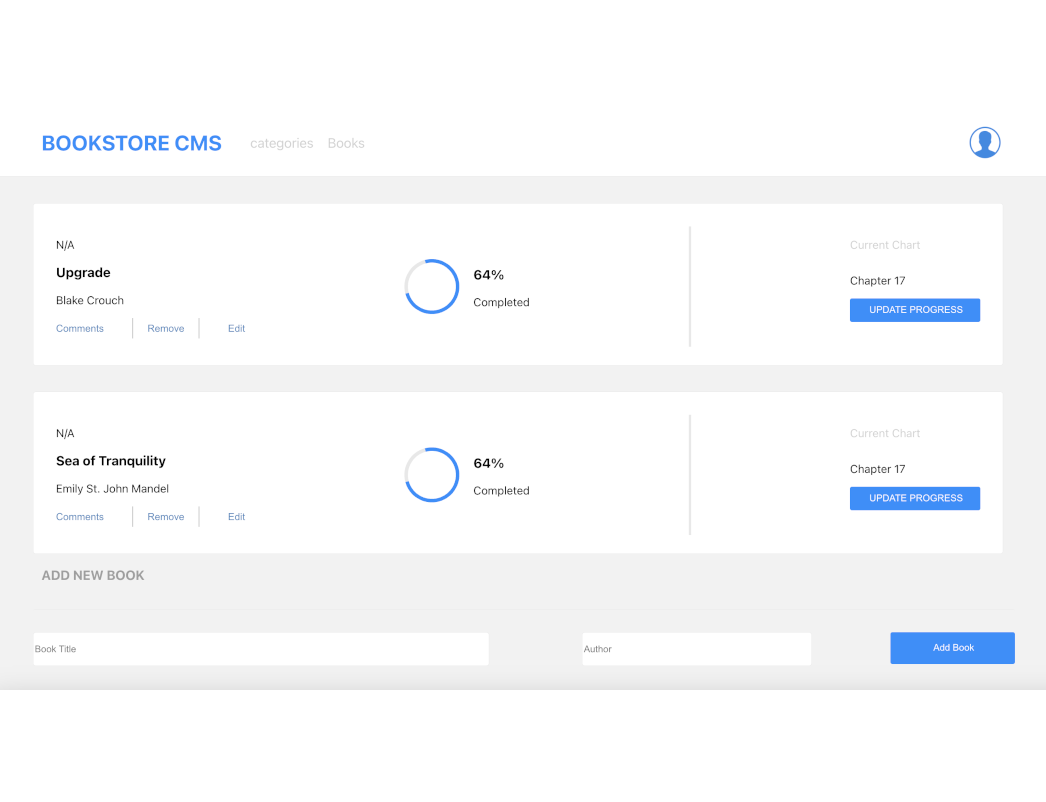 BOOKSTORE CMS categories Books
N/A
Upgrade
Blake Crouch
Comments Remove Edit
64%
Completed
Current Chart
Chapter 17
UPDATE PROGRESS
N/A
Sea of Tranquility
Emily St. John Mandel
Comments Remove Edit
64%
Completed
Current Chart
Chapter 17
UPDATE PROGRESS
ADD NEW BOOK
Book Title Author Add Book